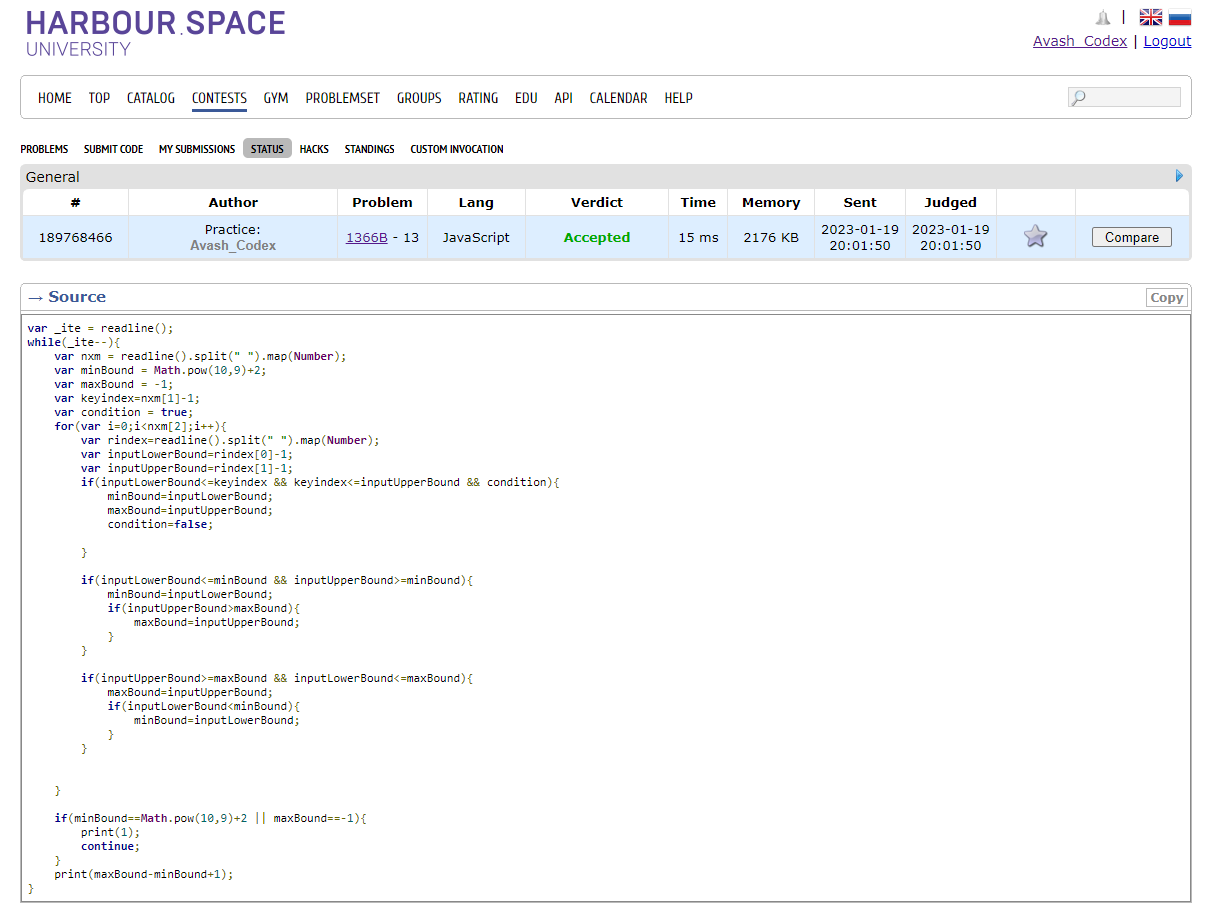 HARBOUR.SPACE
UNIVERSITY
|
Avash_Codex | Logout
HOME TOP CATALOG CONTESTS GYM PROBLEMSET GROUPS RATING EDU API CALENDAR HELP
PROBLEMS SUBMIT CODE MY SUBMISSIONS STATUS HACKS STANDINGS CUSTOM INVOCATION
General
# Author Problem Lang Verdict Time Memory Sent Judged
189768466 Practice: Avash_Codex 1366B - 13 JavaScript Accepted 15 ms 2176 KB 2023-01-19 20:01:50 2023-01-19 20:01:50 Compare
→ Source Copy
var _ite = readline();
while(_ite--){
    var nxm = readline().split(" ").map(Number);
    var minBound = Math.pow(10,9)+2;
    var maxBound = -1;
    var keyindex=nxm[1]-1;
    var condition = true;
    for(var i=0;i<nxm[2];i++){
        var rindex=readline().split(" ").map(Number);
        var inputLowerBound=rindex[0]-1;
        var inputUpperBound=rindex[1]-1;
        if(inputLowerBound<=keyindex && keyindex<=inputUpperBound && condition){
            minBound=inputLowerBound;
            maxBound=inputUpperBound;
            condition=false;
        }
        if(inputLowerBound<=minBound && inputUpperBound>=minBound){
            minBound=inputLowerBound;
            if(inputUpperBound>maxBound){
                maxBound=inputUpperBound;
            }
        }
        if(inputUpperBound>=maxBound && inputLowerBound<=maxBound){
            maxBound=inputUpperBound;
            if(inputLowerBound<minBound){
                minBound=inputLowerBound;
            }
        }
    }
    if(minBound==Math.pow(10,9)+2 || maxBound==-1){
        print(1);
        continue;
    }
    print(maxBound-minBound+1);
}